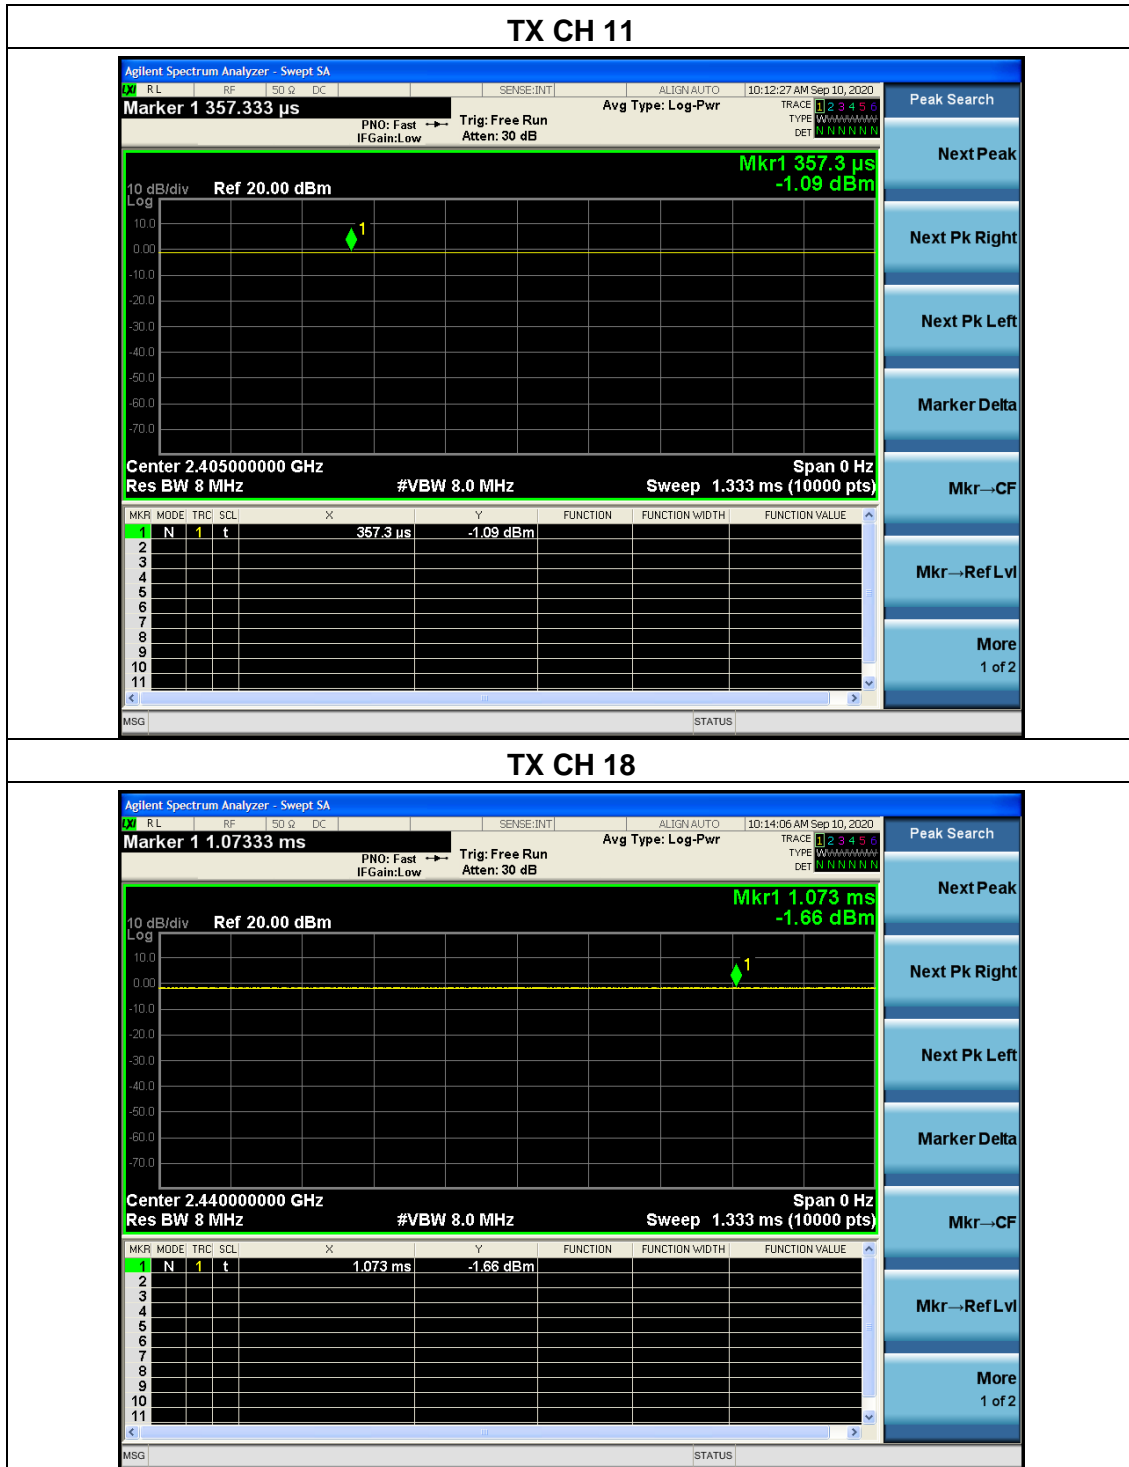 TX CH 11
Agilent Spectrum Analyzer - Swept SA
LXI RL RF 50 Ω DC SENSE:INT ALIGN AUTO 10:12:27 AM Sep 10, 2020
Marker 1 357.333 µs
PNO: Fast
IFGain:Low
Trig: Free Run
Atten: 30 dB
Avg Type: Log-Pwr
TRACE 1 2 3 4 5 6
TYPE WWWWWW
DET N N N N N N
Peak Search
Mkr1 357.3 µs
-1.09 dBm
10 dB/div Ref 20.00 dBm
Log
10.0
0.00
-10.0
-20.0
-30.0
-40.0
-50.0
-60.0
-70.0
1
Center 2.405000000 GHz Span 0 Hz
Res BW 8 MHz #VBW 8.0 MHz Sweep 1.333 ms (10000 pts)
MKR MODE TRC SCL X Y FUNCTION FUNCTION WIDTH FUNCTION VALUE
1 N 1 t 357.3 µs -1.09 dBm
2
3
4
5
6
7
8
9
10
11
MSG STATUS
Next Peak
Next Pk Right
Next Pk Left
Marker Delta
Mkr→CF
Mkr→Ref Lvl
More
1 of 2
TX CH 18
Agilent Spectrum Analyzer - Swept SA
LXI RL RF 50 Ω DC SENSE:INT ALIGN AUTO 10:14:06 AM Sep 10, 2020
Marker 1 1.07333 ms
PNO: Fast
IFGain:Low
Trig: Free Run
Atten: 30 dB
Avg Type: Log-Pwr
TRACE 1 2 3 4 5 6
TYPE WWWWWW
DET N N N N N N
Peak Search
Mkr1 1.073 ms
-1.66 dBm
10 dB/div Ref 20.00 dBm
Log
10.0
0.00
-10.0
-20.0
-30.0
-40.0
-50.0
-60.0
-70.0
1
Center 2.440000000 GHz Span 0 Hz
Res BW 8 MHz #VBW 8.0 MHz Sweep 1.333 ms (10000 pts)
MKR MODE TRC SCL X Y FUNCTION FUNCTION WIDTH FUNCTION VALUE
1 N 1 t 1.073 ms -1.66 dBm
2
3
4
5
6
7
8
9
10
11
MSG STATUS
Next Peak
Next Pk Right
Next Pk Left
Marker Delta
Mkr→CF
Mkr→Ref Lvl
More
1 of 2